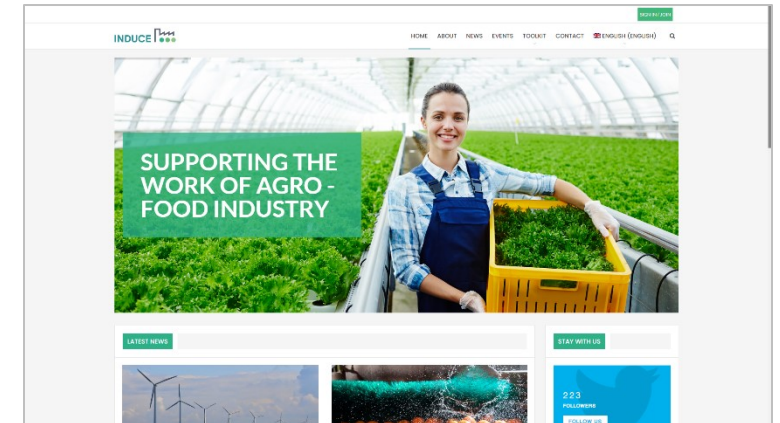 SIGN IN / JOIN
INDUCE
HOME ABOUT NEWS EVENTS TOOLKIT CONTACT ENGLISH (ENGLISH)
SUPPORTING THE
WORK OF AGRO -
FOOD INDUSTRY
LATEST NEWS
STAY WITH US
223
FOLLOWERS
FOLLOW US